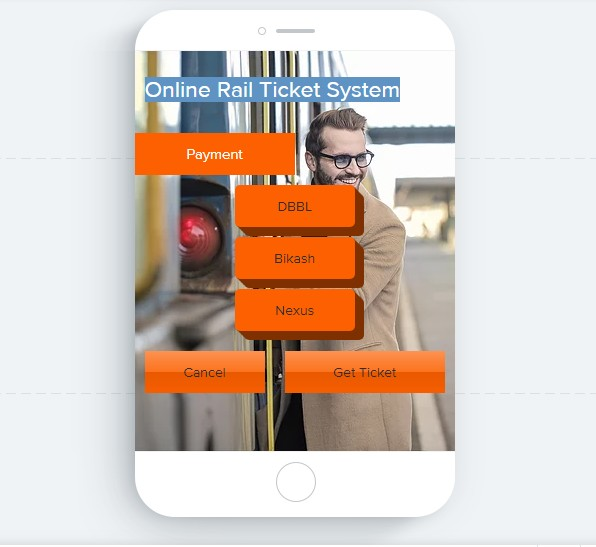 Online Rail Ticket System
Payment
DBBL
Bikash
Nexus
Cancel
Get Ticket